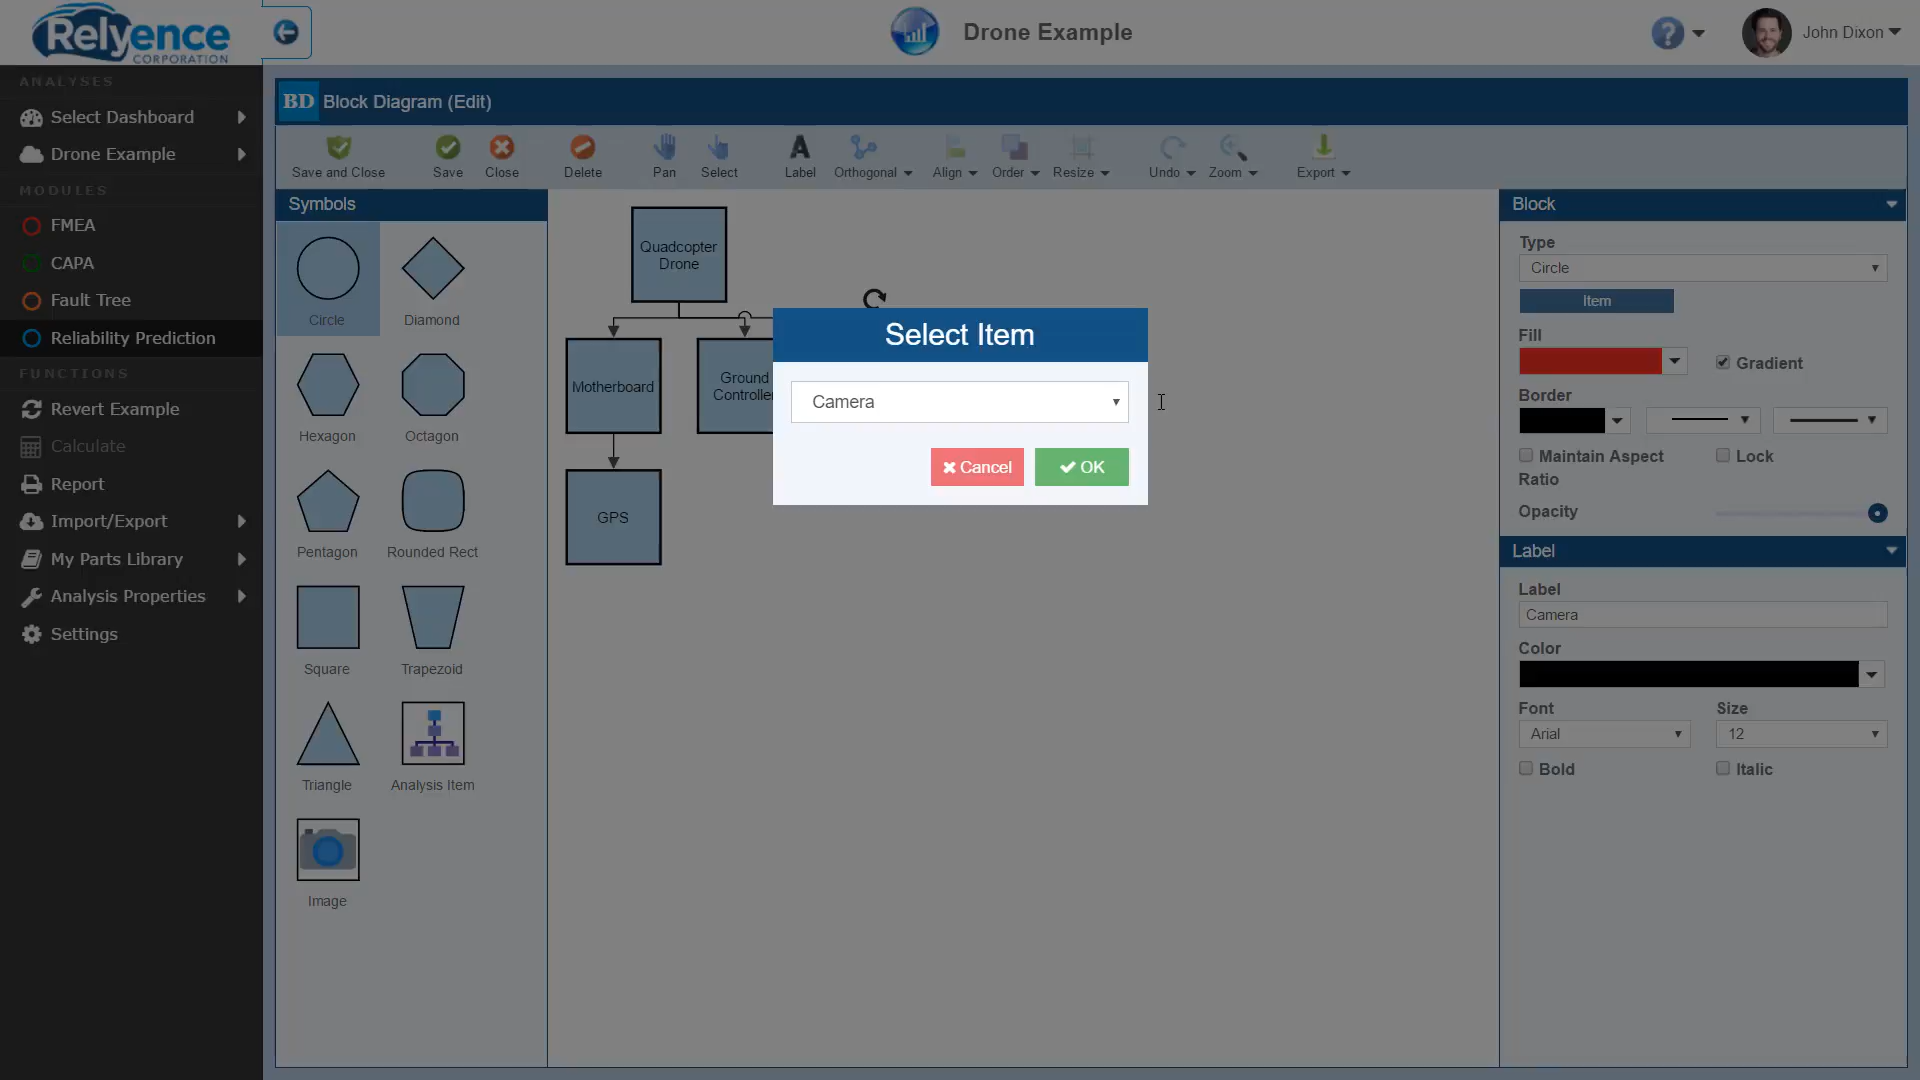 Relyence
CORPORATION
Drone Example
?
John Dixon
ANALYSES
Select Dashboard
Drone Example
MODULES
FMEA
CAPA
Fault Tree
Reliability Prediction
FUNCTIONS
Revert Example
Calculate
Report
Import/Export
My Parts Library
Analysis Properties
Settings
BD Block Diagram (Edit)
Save and Close
Save
Close
Delete
Pan
Select
A
Label
Orthogonal
Align
Order
Resize
Undo
Zoom
Export
Symbols
Circle
Diamond
Hexagon
Octagon
Pentagon
Rounded Rect
Square
Trapezoid
Triangle
Analysis Item
Image
Quadcopter
Drone
Motherboard
Ground
Controller
GPS
Select Item
Camera
Cancel
OK
Block
Type
Circle
Item
Fill
Gradient
Border
Maintain Aspect
Ratio
Lock
Opacity
Label
Label
Camera
Color
Font
Size
Arial
12
Bold
Italic